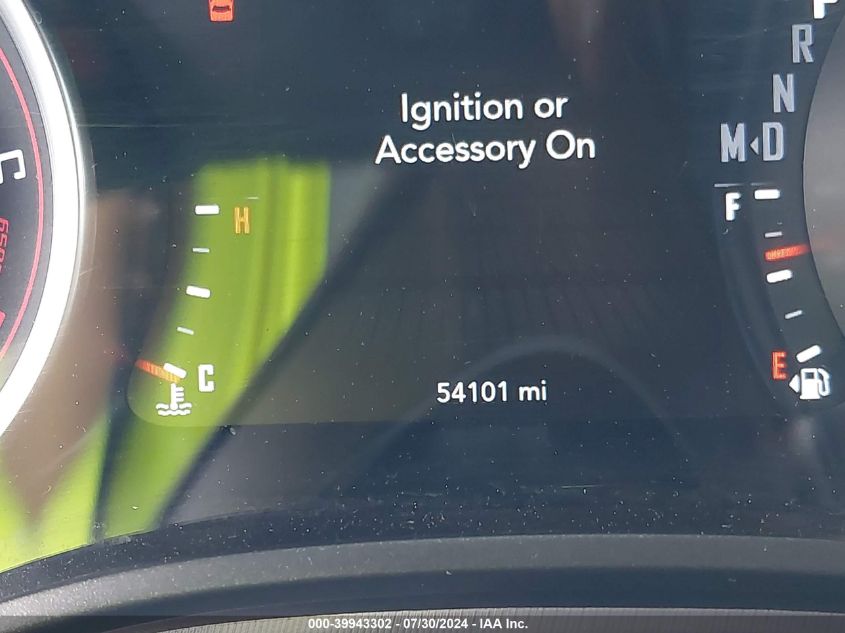 P
R
N
M D
Ignition or
Accessory On
H
F
C
E
54101 mi
000-39943302 - 07/30/2024 - IAA Inc.